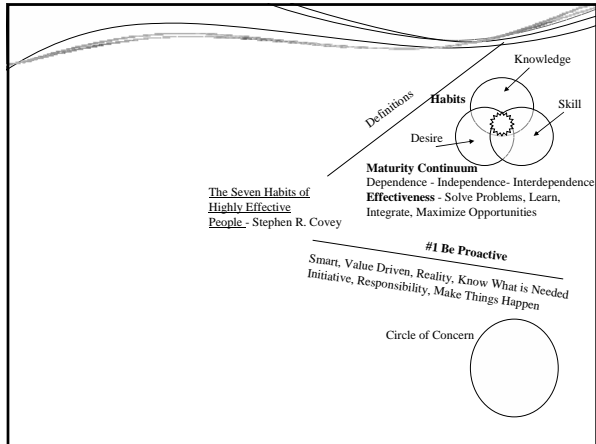 Knowledge
Habits
Skill
Definitions
Desire
Maturity Continuum
Dependence - Independence- Interdependence
Effectiveness - Solve Problems, Learn,
Integrate, Maximize Opportunities
The Seven Habits of
Highly Effective
People - Stephen R. Covey
#1 Be Proactive
Smart, Value Driven, Reality, Know What is Needed
Initiative, Responsibility, Make Things Happen
Circle of Concern